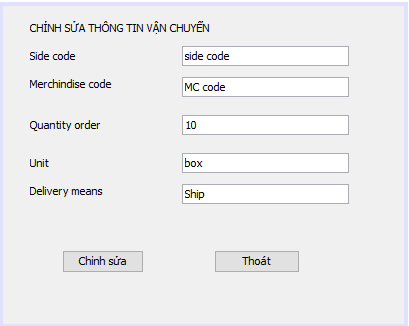 CHỈNH SỬA THÔNG TIN VẬN CHUYỂN
Side code side code
Merchindise code MC code
Quantity order 10
Unit box
Delivery means Ship
Chỉnh sửa Thoát